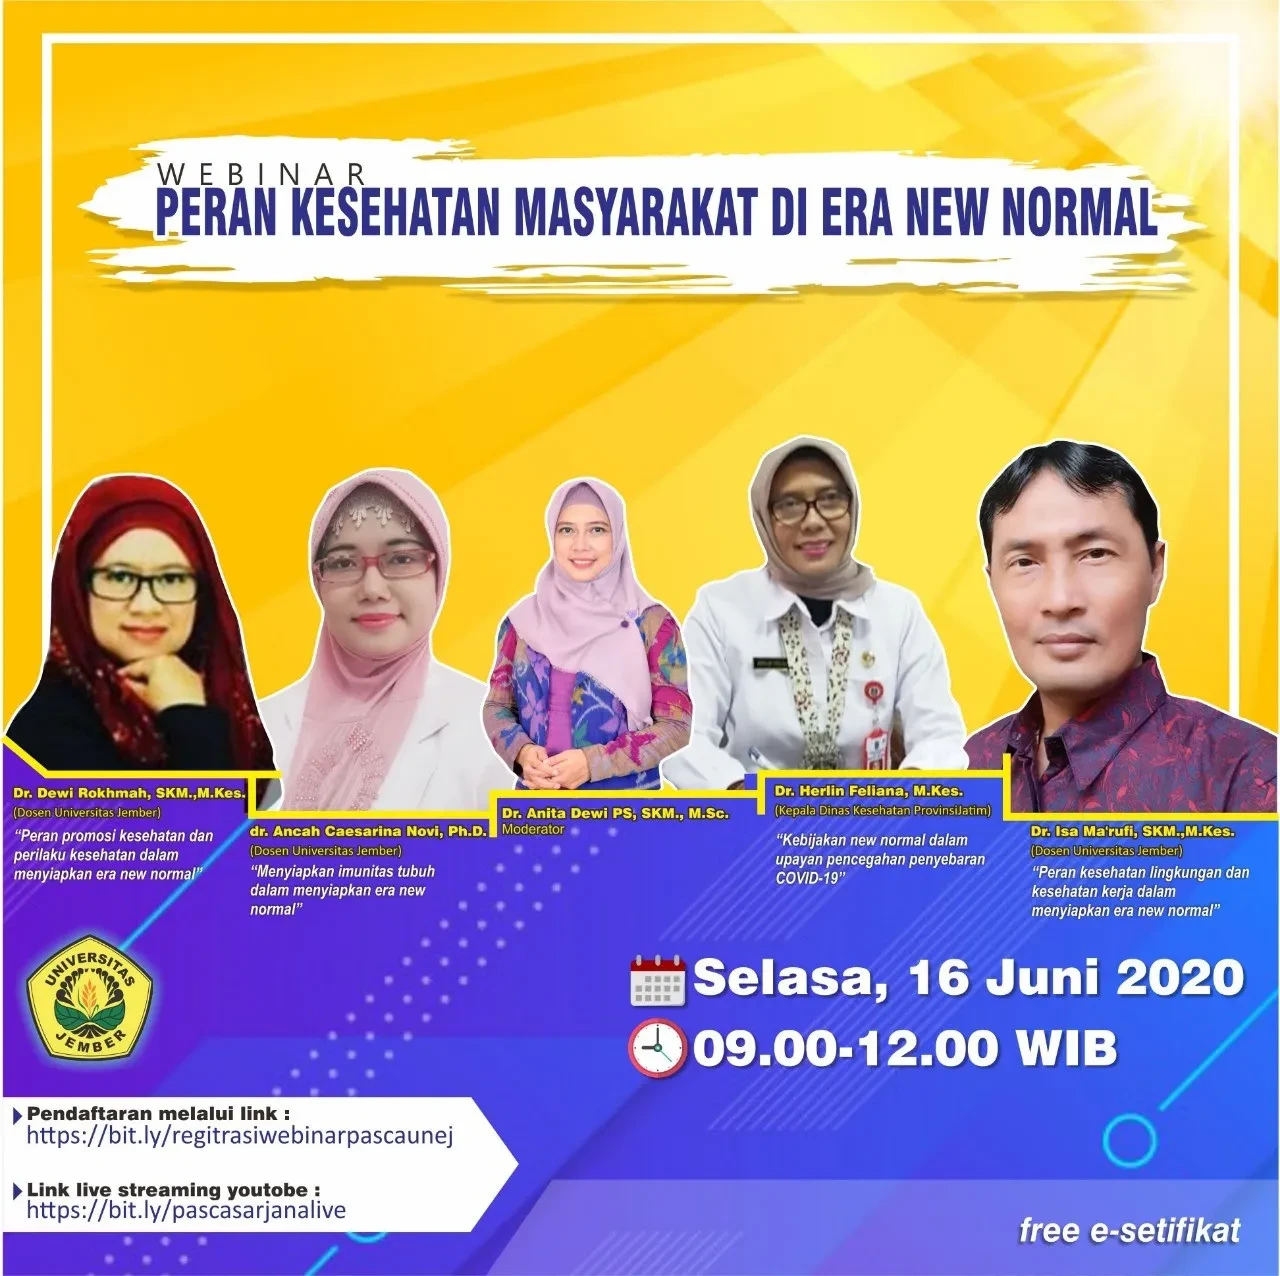 WEBINAR
PERAN KESEHATAN MASYARAKAT DI ERA NEW NORMAL
Dr. Dewi Rokhmah, SKM.,M.Kes.
(Dosen Universitas Jember)
“Peran promosi kesehatan dan
perilaku kesehatan dalam
menyiapkan era new normal”
dr. Ancah Caesarina Novi, Ph.D.
(Dosen Universitas Jember)
“Menyiapkan imunitas tubuh
dalam menyiapkan era new
normal”
Dr. Anita Dewi PS, SKM., M.Sc.
Moderator
Dr. Herlin Feliana, M.Kes.
(Kepala Dinas Kesehatan ProvinsiJatim)
“Kebijakan new normal dalam
upayan pencegahan penyebaran
COVID-19”
Dr. Isa Ma'rufi, SKM.,M.Kes.
(Dosen Universitas Jember)
“Peran kesehatan lingkungan dan
kesehatan kerja dalam
menyiapkan era new normal”
UNIVERSITAS
JEMBER
Selasa, 16 Juni 2020
09.00-12.00 WIB
Pendaftaran melalui link :
https://bit.ly/regitrasiwebinarpascaunej
Link live streaming youtobe :
https://bit.ly/pascasarjanalive
free e-setifikat